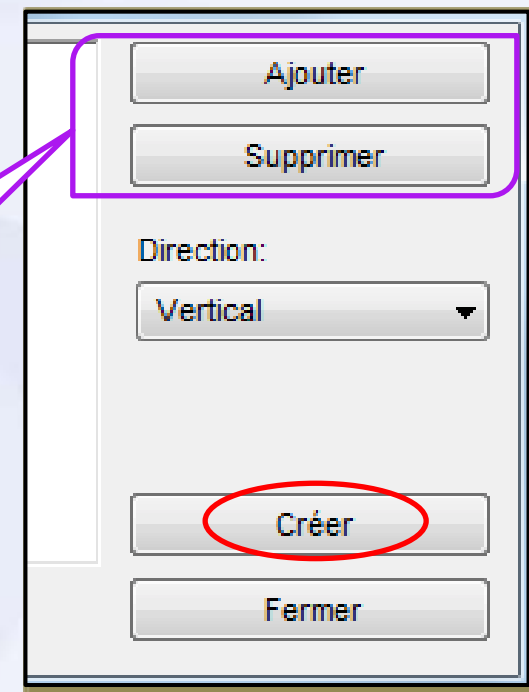 Ajouter
Supprimer
Direction:
Vertical
Créer
Fermer